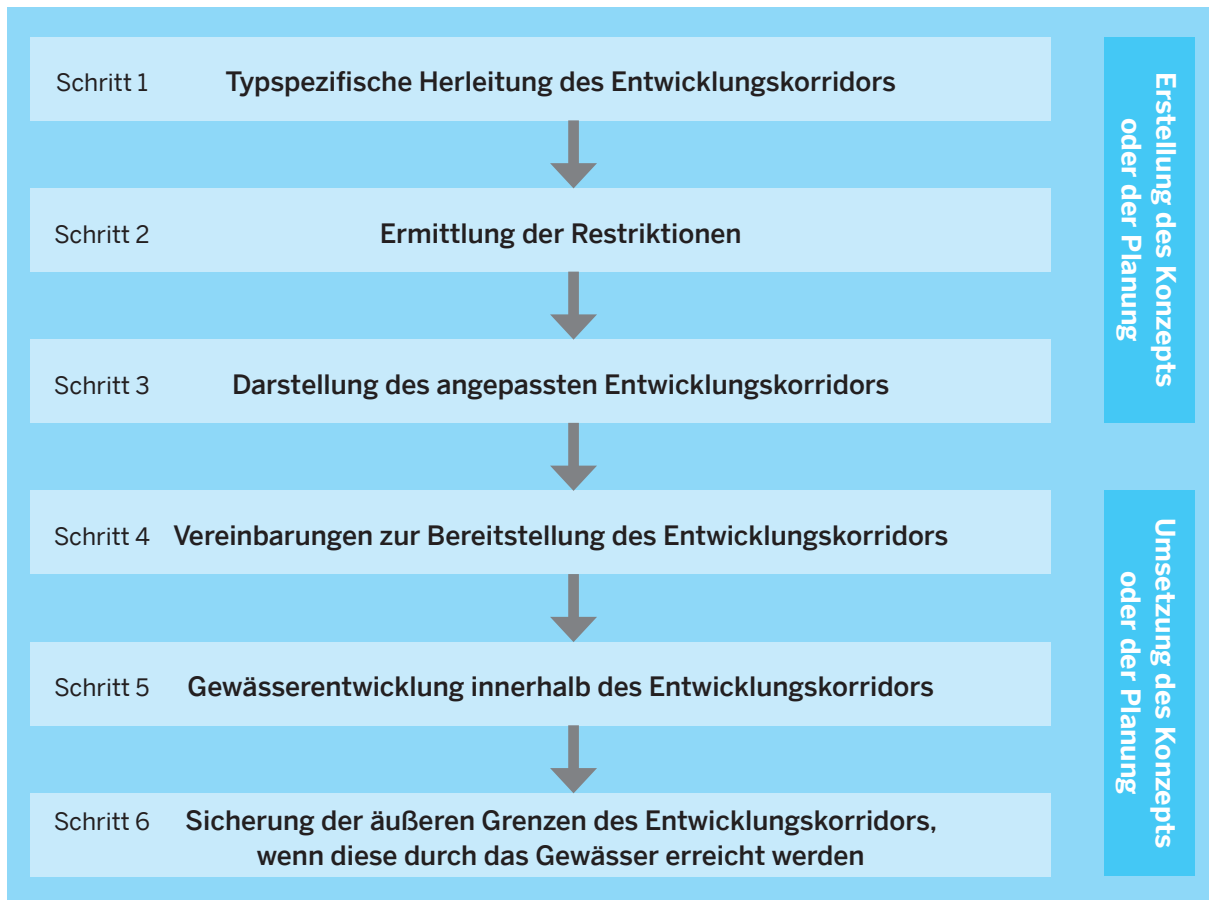 Schritt 1 Typspezifische Herleitung des Entwicklungskorridors
Schritt 2 Ermittlung der Restriktionen
Schritt 3 Darstellung des angepassten Entwicklungskorridors
Erstellung des Konzepts
oder der Planung
Schritt 4 Vereinbarungen zur Bereitstellung des Entwicklungskorridors
Schritt 5 Gewässerentwicklung innerhalb des Entwicklungskorridors
Schritt 6 Sicherung der äußeren Grenzen des Entwicklungskorridors,
wenn diese durch das Gewässer erreicht werden
Umsetzung des Konzepts
oder der Planung